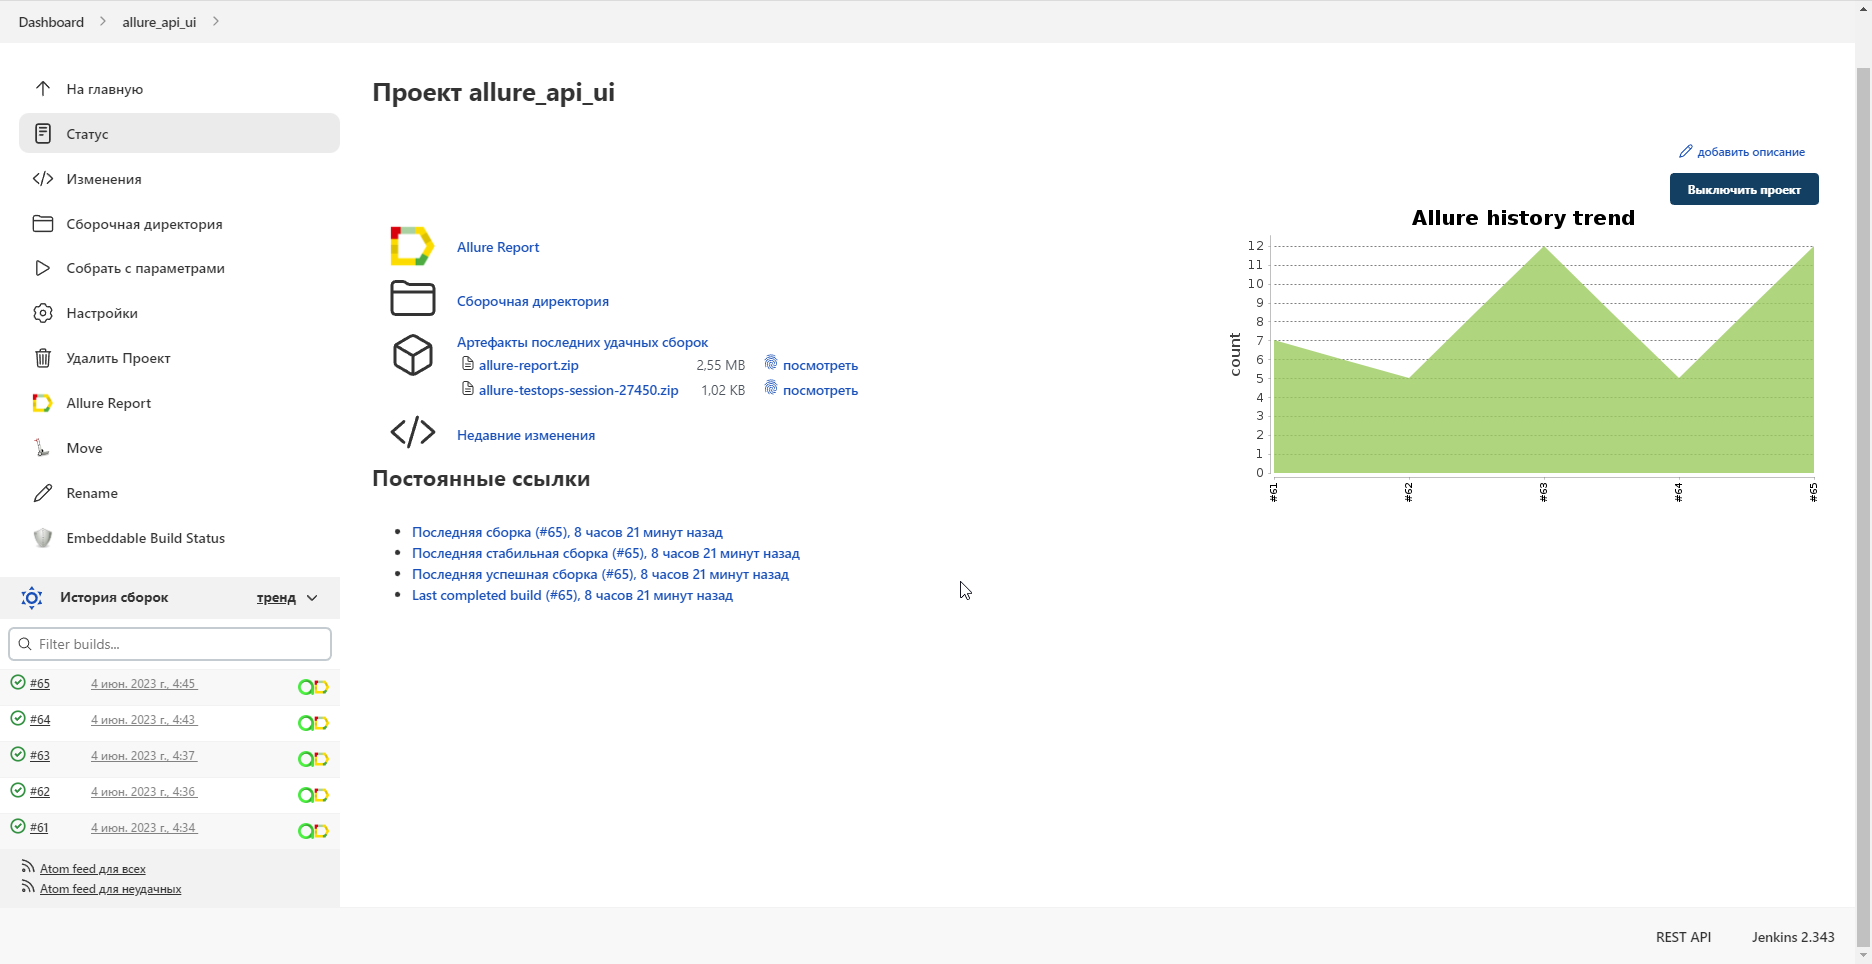 Dashboard
allure_api_ui
На главную
Статус
Изменения
Сборочная директория
Собрать с параметрами
Настройки
Удалить Проект
Allure Report
Move
Rename
Embeddable Build Status
История сборок
тренд
Filter builds...
#65 4 июн. 2023 г., 4:45
#64 4 июн. 2023 г., 4:43
#63 4 июн. 2023 г., 4:37
#62 4 июн. 2023 г., 4:36
#61 4 июн. 2023 г., 4:34
Atom feed для всех
Atom feed для неудачных
Проект allure_api_ui
добавить описание
Выключить проект
Allure Report
Сборочная директория
Артефакты последних удачных сборок
allure-report.zip 2,55 MB посмотреть
allure-testops-session-27450.zip 1,02 KB посмотреть
Недавние изменения
Постоянные ссылки
Последняя сборка (#65), 8 часов 21 минут назад
Последняя стабильная сборка (#65), 8 часов 21 минут назад
Последняя успешная сборка (#65), 8 часов 21 минут назад
Last completed build (#65), 8 часов 21 минут назад
Allure history trend
count
12
11
10
9
8
7
6
5
4
3
2
1
0
#61
#62
#63
#64
#65
REST API
Jenkins 2.343